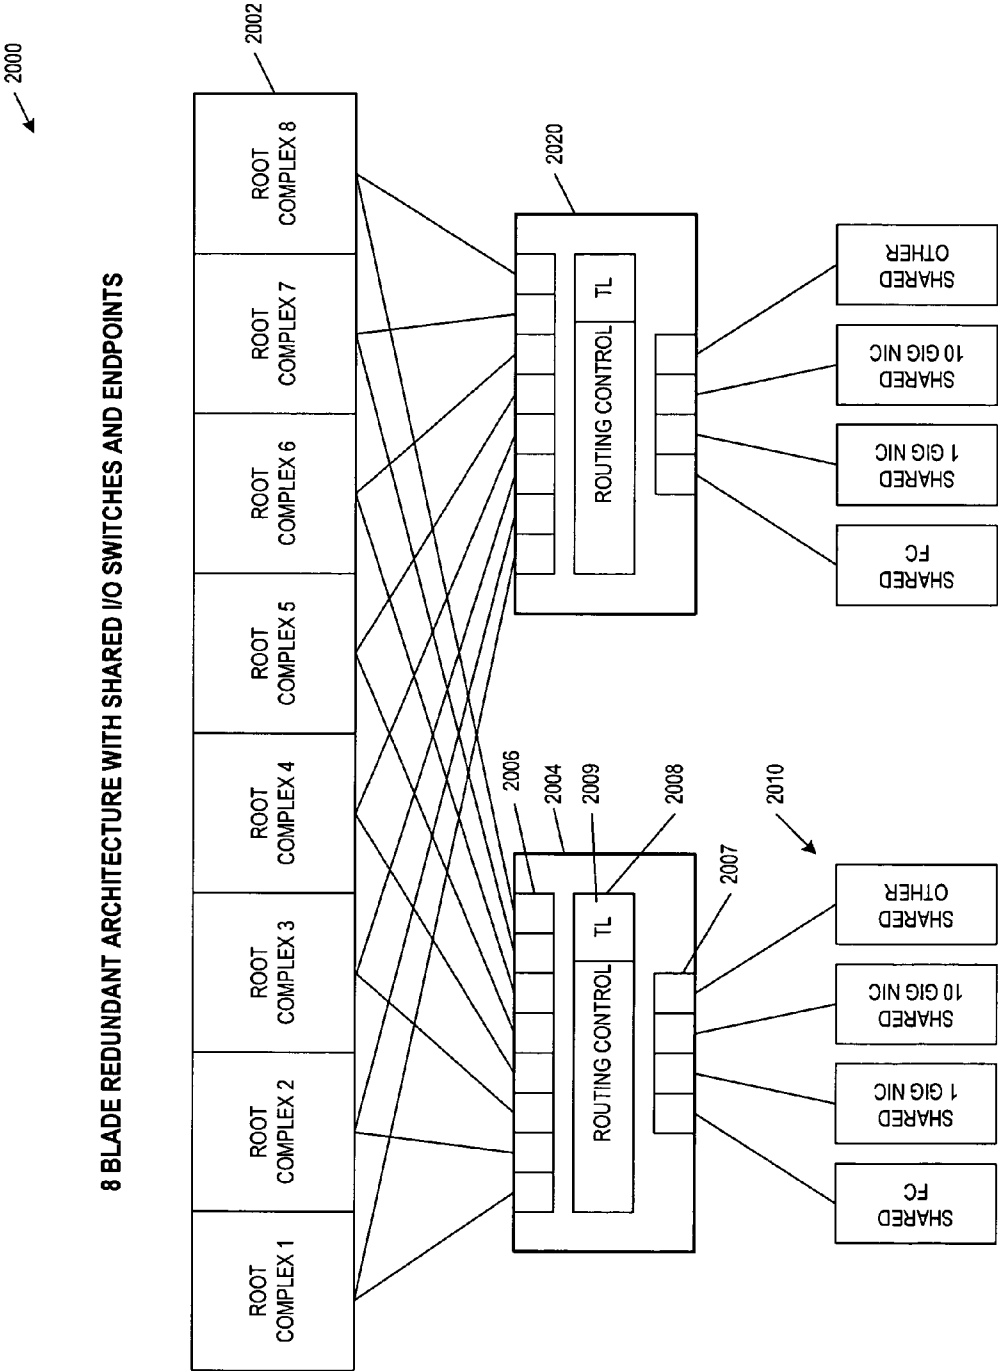 2000
8 BLADE REDUNDANT ARCHITECTURE WITH SHARED I/O SWITCHES AND ENDPOINTS
2002
ROOT
COMPLEX 1
ROOT
COMPLEX 2
ROOT
COMPLEX 3
ROOT
COMPLEX 4
ROOT
COMPLEX 5
ROOT
COMPLEX 6
ROOT
COMPLEX 7
ROOT
COMPLEX 8
2006
2004
2009
2008
2007
2010
ROUTING CONTROL
TL
2020
ROUTING CONTROL
TL
SHARED
FC
SHARED
1 GIG NIC
SHARED
10 GIG NIC
SHARED
OTHER
SHARED
FC
SHARED
1 GIG NIC
SHARED
10 GIG NIC
SHARED
OTHER